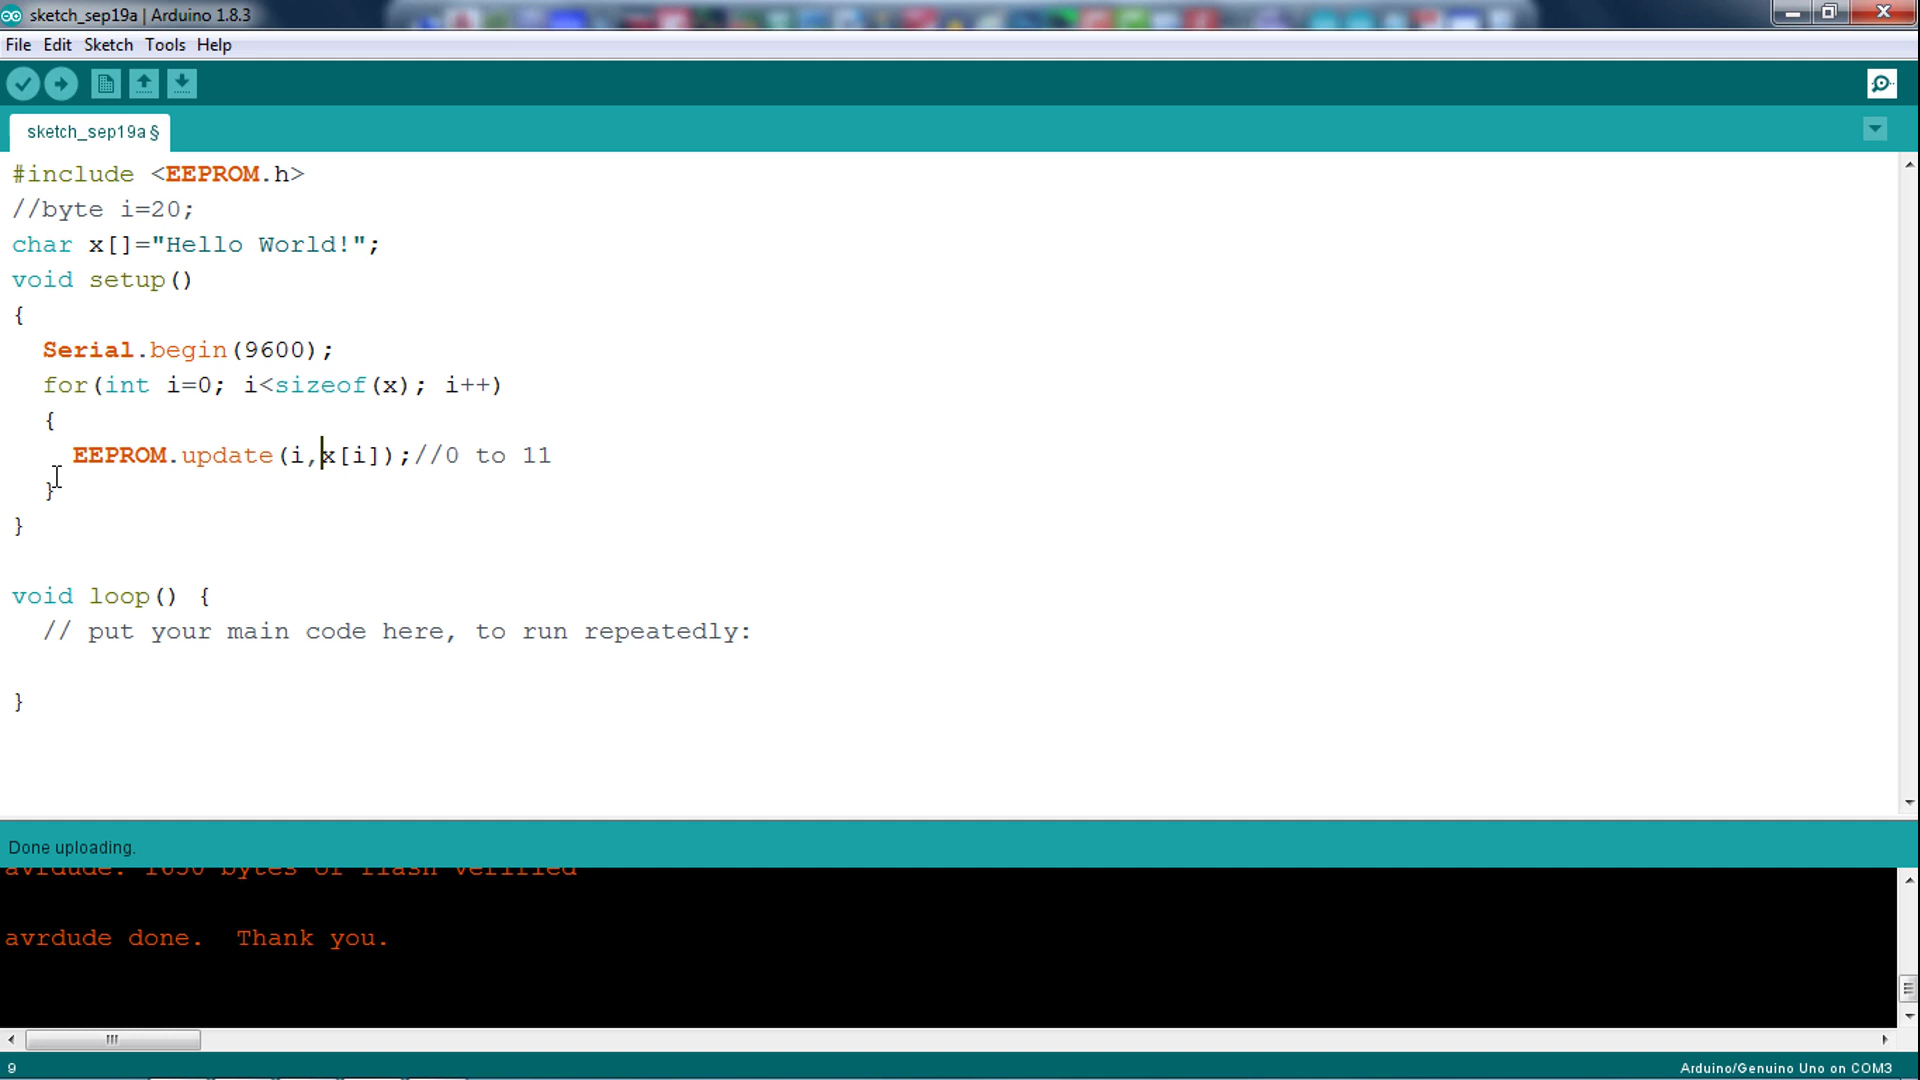 sketch_sep19a | Arduino 1.8.3
File Edit Sketch Tools Help
sketch_sep19a §
#include <EEPROM.h>
//byte i=20;
char x[]="Hello World!";
void setup()
{
Serial.begin(9600);
for(int i=0; i<sizeof(x); i++)
{
EEPROM.update(i,x[i]);//0 to 11
}
}
void loop() {
// put your main code here, to run repeatedly:
}
Done uploading.
avrdude: 1650 bytes of flash verified
avrdude done.  Thank you.
9
Arduino/Genuino Uno on COM3